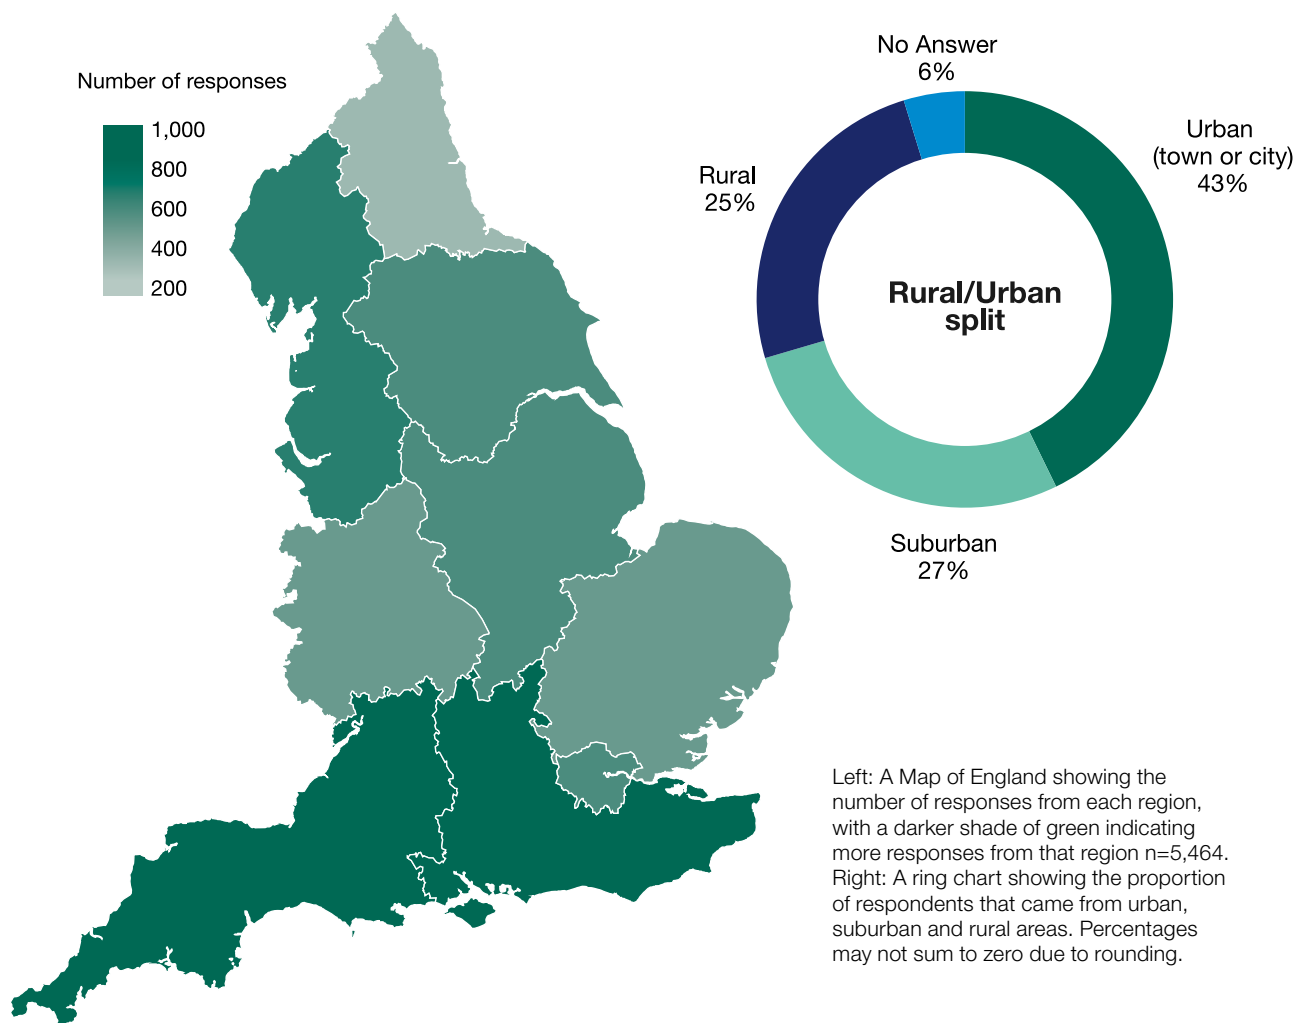 Number of responses
1,000
800
600
400
200
No Answer
6%
Urban
(town or city)
43%
Rural
25%
Rural/Urban
split
Suburban
27%
Left: A Map of England showing the
number of responses from each region,
with a darker shade of green indicating
more responses from that region n=5,464.
Right: A ring chart showing the proportion
of respondents that came from urban,
suburban and rural areas. Percentages
may not sum to zero due to rounding.